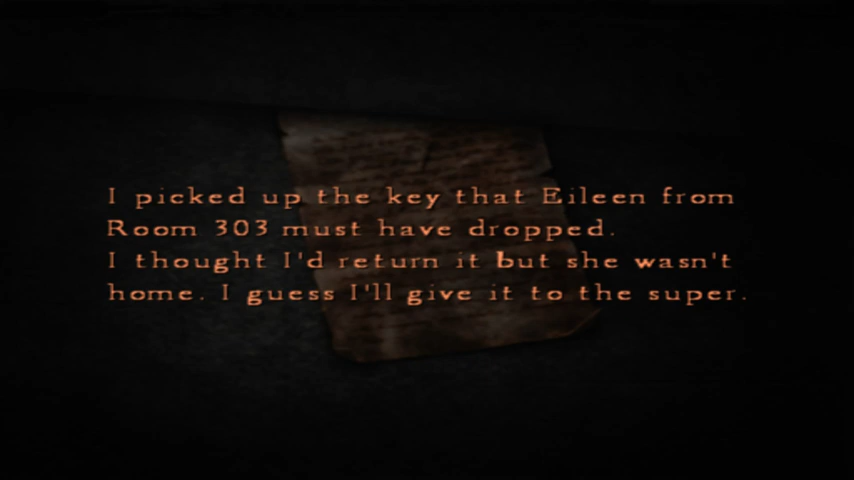 I picked up the key that Eileen from
Room 303 must have dropped.
I thought I'd return it but she wasn't
home. I guess I'll give it to the super.